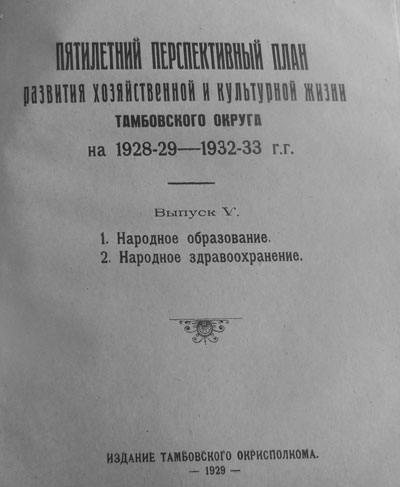 ПЯТИЛЕТНИЙ ПЕРСПЕКТИВНЫЙ ПЛАН
развития хозяйственной и культурной жизни
ТАМБОВСКОГО ОКРУГА
на 1928-29—1932-33 г.г.
Выпуск V.
1. Народное образование.
2. Народное здравоохранение.
ИЗДАНИЕ ТАМБОВСКОГО ОКРИСПОЛКОМА.
— 1929 —